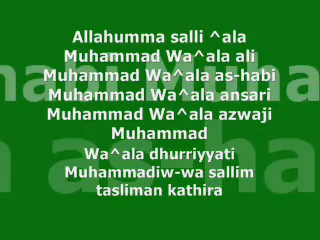 Allahumma salli ^ala
Muhammad Wa^ala ali
Muhammad Wa^ala as-habi
Muhammad Wa^ala ansari
Muhammad Wa^ala azwaji
Muhammad
Wa^ala dhurriyyati
Muhammadiw-wa sallim
tasliman kathira